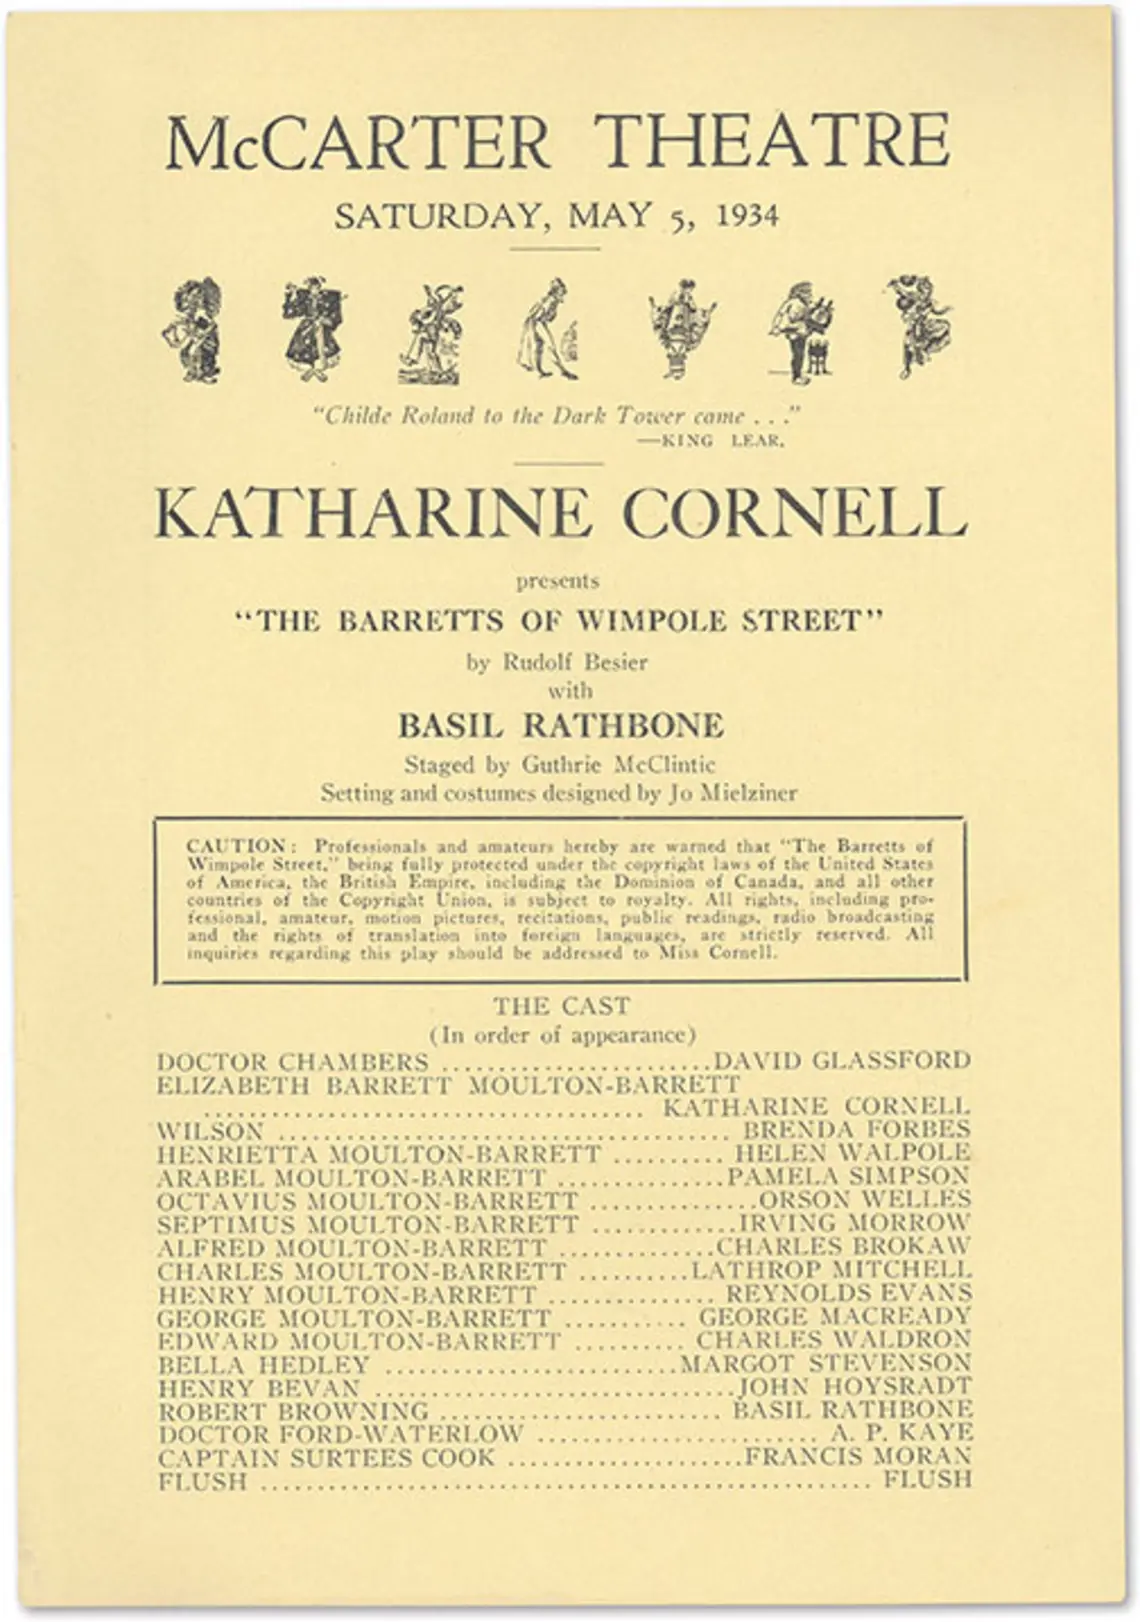 McCARTER THEATRE
SATURDAY, MAY 5, 1934
"Childe Roland to the Dark Tower came . . ."
—KING LEAR.
KATHARINE CORNELL
presents
"THE BARRETTS OF WIMPOLE STREET"
by Rudolf Besier
with
BASIL RATHBONE
Staged by Guthrie McClintic
Setting and costumes designed by Jo Mielziner
CAUTION: Professionals and amateurs hereby are warned that "The Barretts of
Wimpole Street," being fully protected under the copyright laws of the United States
of America, the British Empire, including the Dominion of Canada, and all other
countries of the Copyright Union, is subject to royalty. All rights, including pro-
fessional, amateur, motion pictures, recitations, public readings, radio broadcasting
and the rights of translation into foreign languages, are strictly reserved. All
inquiries regarding this play should be addressed to Miss Cornell.
THE CAST
(In order of appearance)
DOCTOR CHAMBERS ........................ DAVID GLASSFORD
ELIZABETH BARRETT MOULTON-BARRETT
....................................... KATHARINE CORNELL
WILSON ........................................ BRENDA FORBES
HENRIETTA MOULTON-BARRETT .......... HELEN WALPOLE
ARABEL MOULTON-BARRETT ............... PAMELA SIMPSON
OCTAVIUS MOULTON-BARRETT ............... ORSON WELLES
SEPTIMUS MOULTON-BARRETT ............. IRVING MORROW
ALFRED MOULTON-BARRETT .............. CHARLES BROKAW
CHARLES MOULTON-BARRETT .......... LATHROP MITCHELL
HENRY MOULTON-BARRETT ............... REYNOLDS EVANS
GEORGE MOULTON-BARRETT ........... GEORGE MACREADY
EDWARD MOULTON-BARRETT .......... CHARLES WALDRON
BELLA HEDLEY .......................... MARGOT STEVENSON
HENRY BEVAN ................................ JOHN HOYSRADT
ROBERT BROWNING ......................... BASIL RATHBONE
DOCTOR FORD-WATERLOW ......................... A. P. KAYE
CAPTAIN SURTEES COOK ..................... FRANCIS MORAN
FLUSH ...................................................... FLUSH